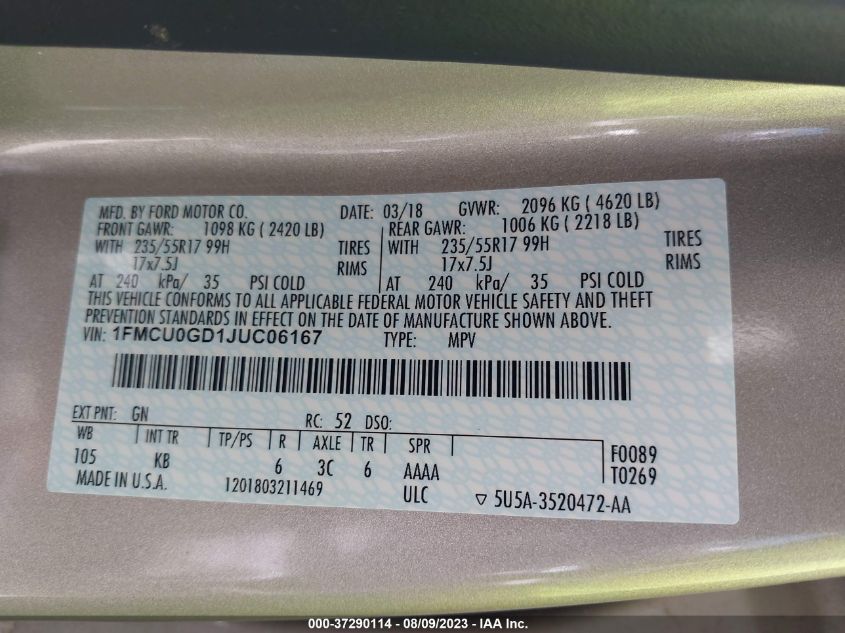 MFD. BY FORD MOTOR CO. DATE: 03/18 GVWR: 2096 KG ( 4620 LB)
FRONT GAWR: 1098 KG ( 2420 LB) REAR GAWR: 1006 KG ( 2218 LB)
WITH 235/55R17 99H TIRES WITH 235/55R17 99H TIRES
17x7.5J RIMS 17x7.5J RIMS
AT 240 kPa/ 35 PSI COLD AT 240 kPa/ 35 PSI COLD
THIS VEHICLE CONFORMS TO ALL APPLICABLE FEDERAL MOTOR VEHICLE SAFETY AND THEFT
PREVENTION STANDARDS IN EFFECT ON THE DATE OF MANUFACTURE SHOWN ABOVE.
VIN: 1FMCU0GD1JUC06167 TYPE: MPV
EXT PNT: GN RC: 52 DSO:
WB INT TR TP/PS R AXLE TR SPR F0089
105 KB 6 3C 6 AAAA T0269
MADE IN U.S.A. 1201803211469 ULC ▽ 5U5A-3520472-AA
000-37290114 - 08/09/2023 - IAA Inc.